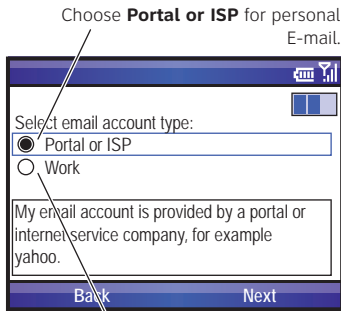 Choose Portal or ISP for personal
E-mail.
Select email account type:
Portal or ISP
Work
My email account is provided by a portal or
internet service company, for example
yahoo.
Back Next